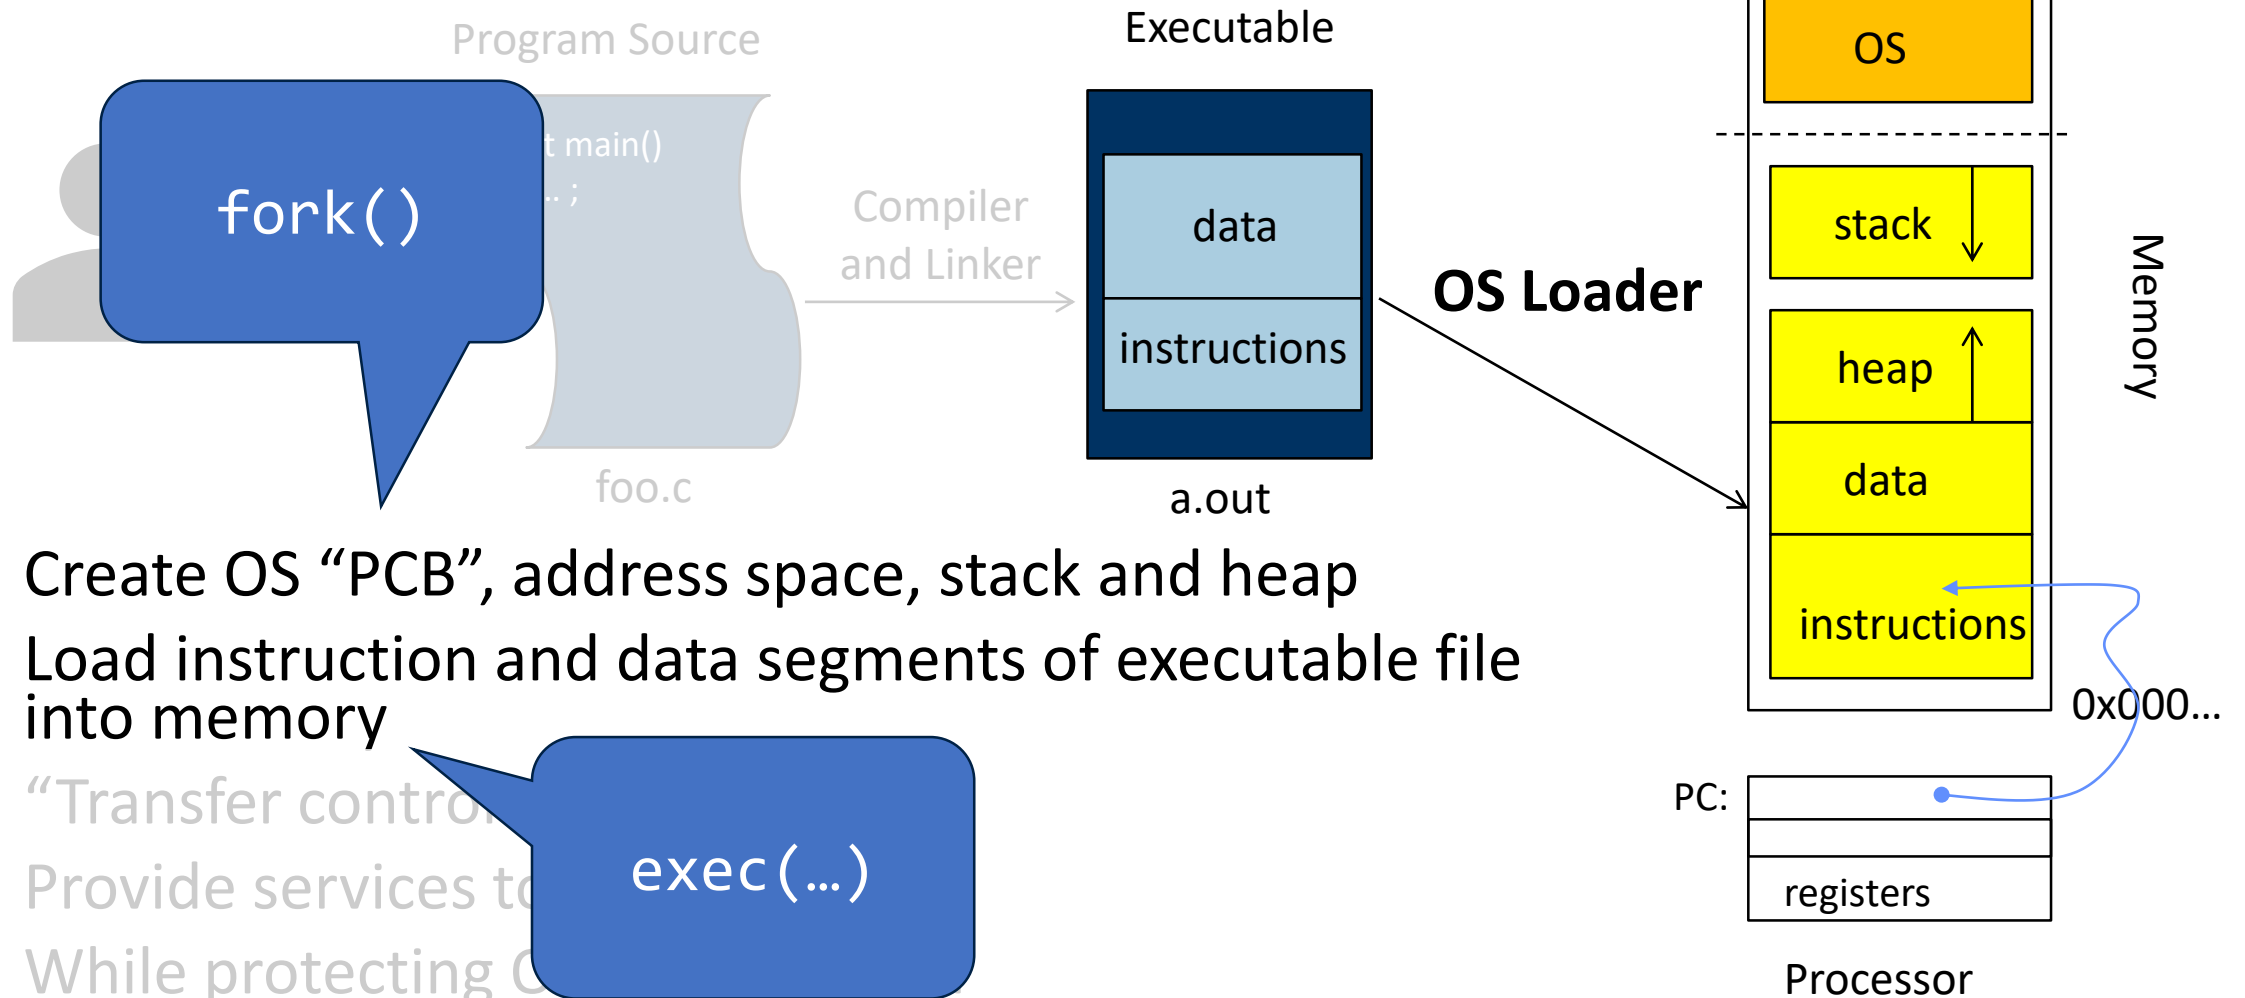 Program Source
Executable
OS
t main()
.. ;
fork()
Compiler
and Linker
data
instructions
OS Loader
stack
heap
data
instructions
Memory
foo.c
a.out
Create OS “PCB”, address space, stack and heap
Load instruction and data segments of executable file
into memory
0x000...
“Transfer contro
PC:
Provide services to
exec(…)
registers
While protecting
Processor